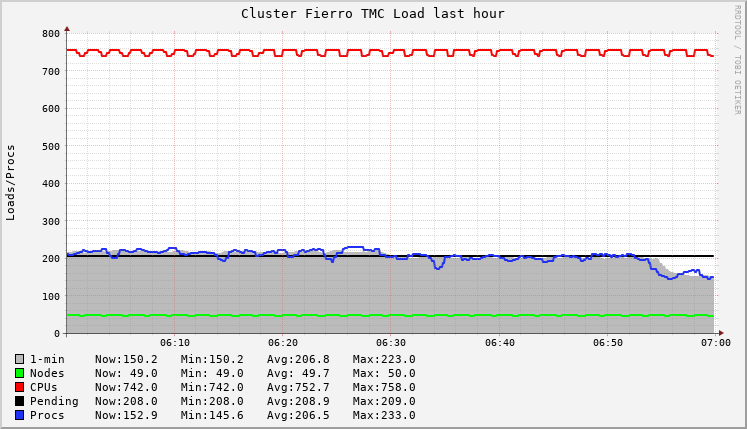 Cluster Fierro TMC Load last hour
RRDTOOL / TOBI OETIKER
Loads/Procs
800
700
600
500
400
300
200
100
0
06:10 06:20 06:30 06:40 06:50 07:00
1-min Now:150.2 Min:150.2 Avg:206.8 Max:223.0
Nodes Now: 49.0 Min: 49.0 Avg: 49.7 Max: 50.0
CPUs Now:742.0 Min:742.0 Avg:752.7 Max:758.0
Pending Now:208.0 Min:208.0 Avg:208.9 Max:209.0
Procs Now:152.9 Min:145.6 Avg:206.5 Max:233.0